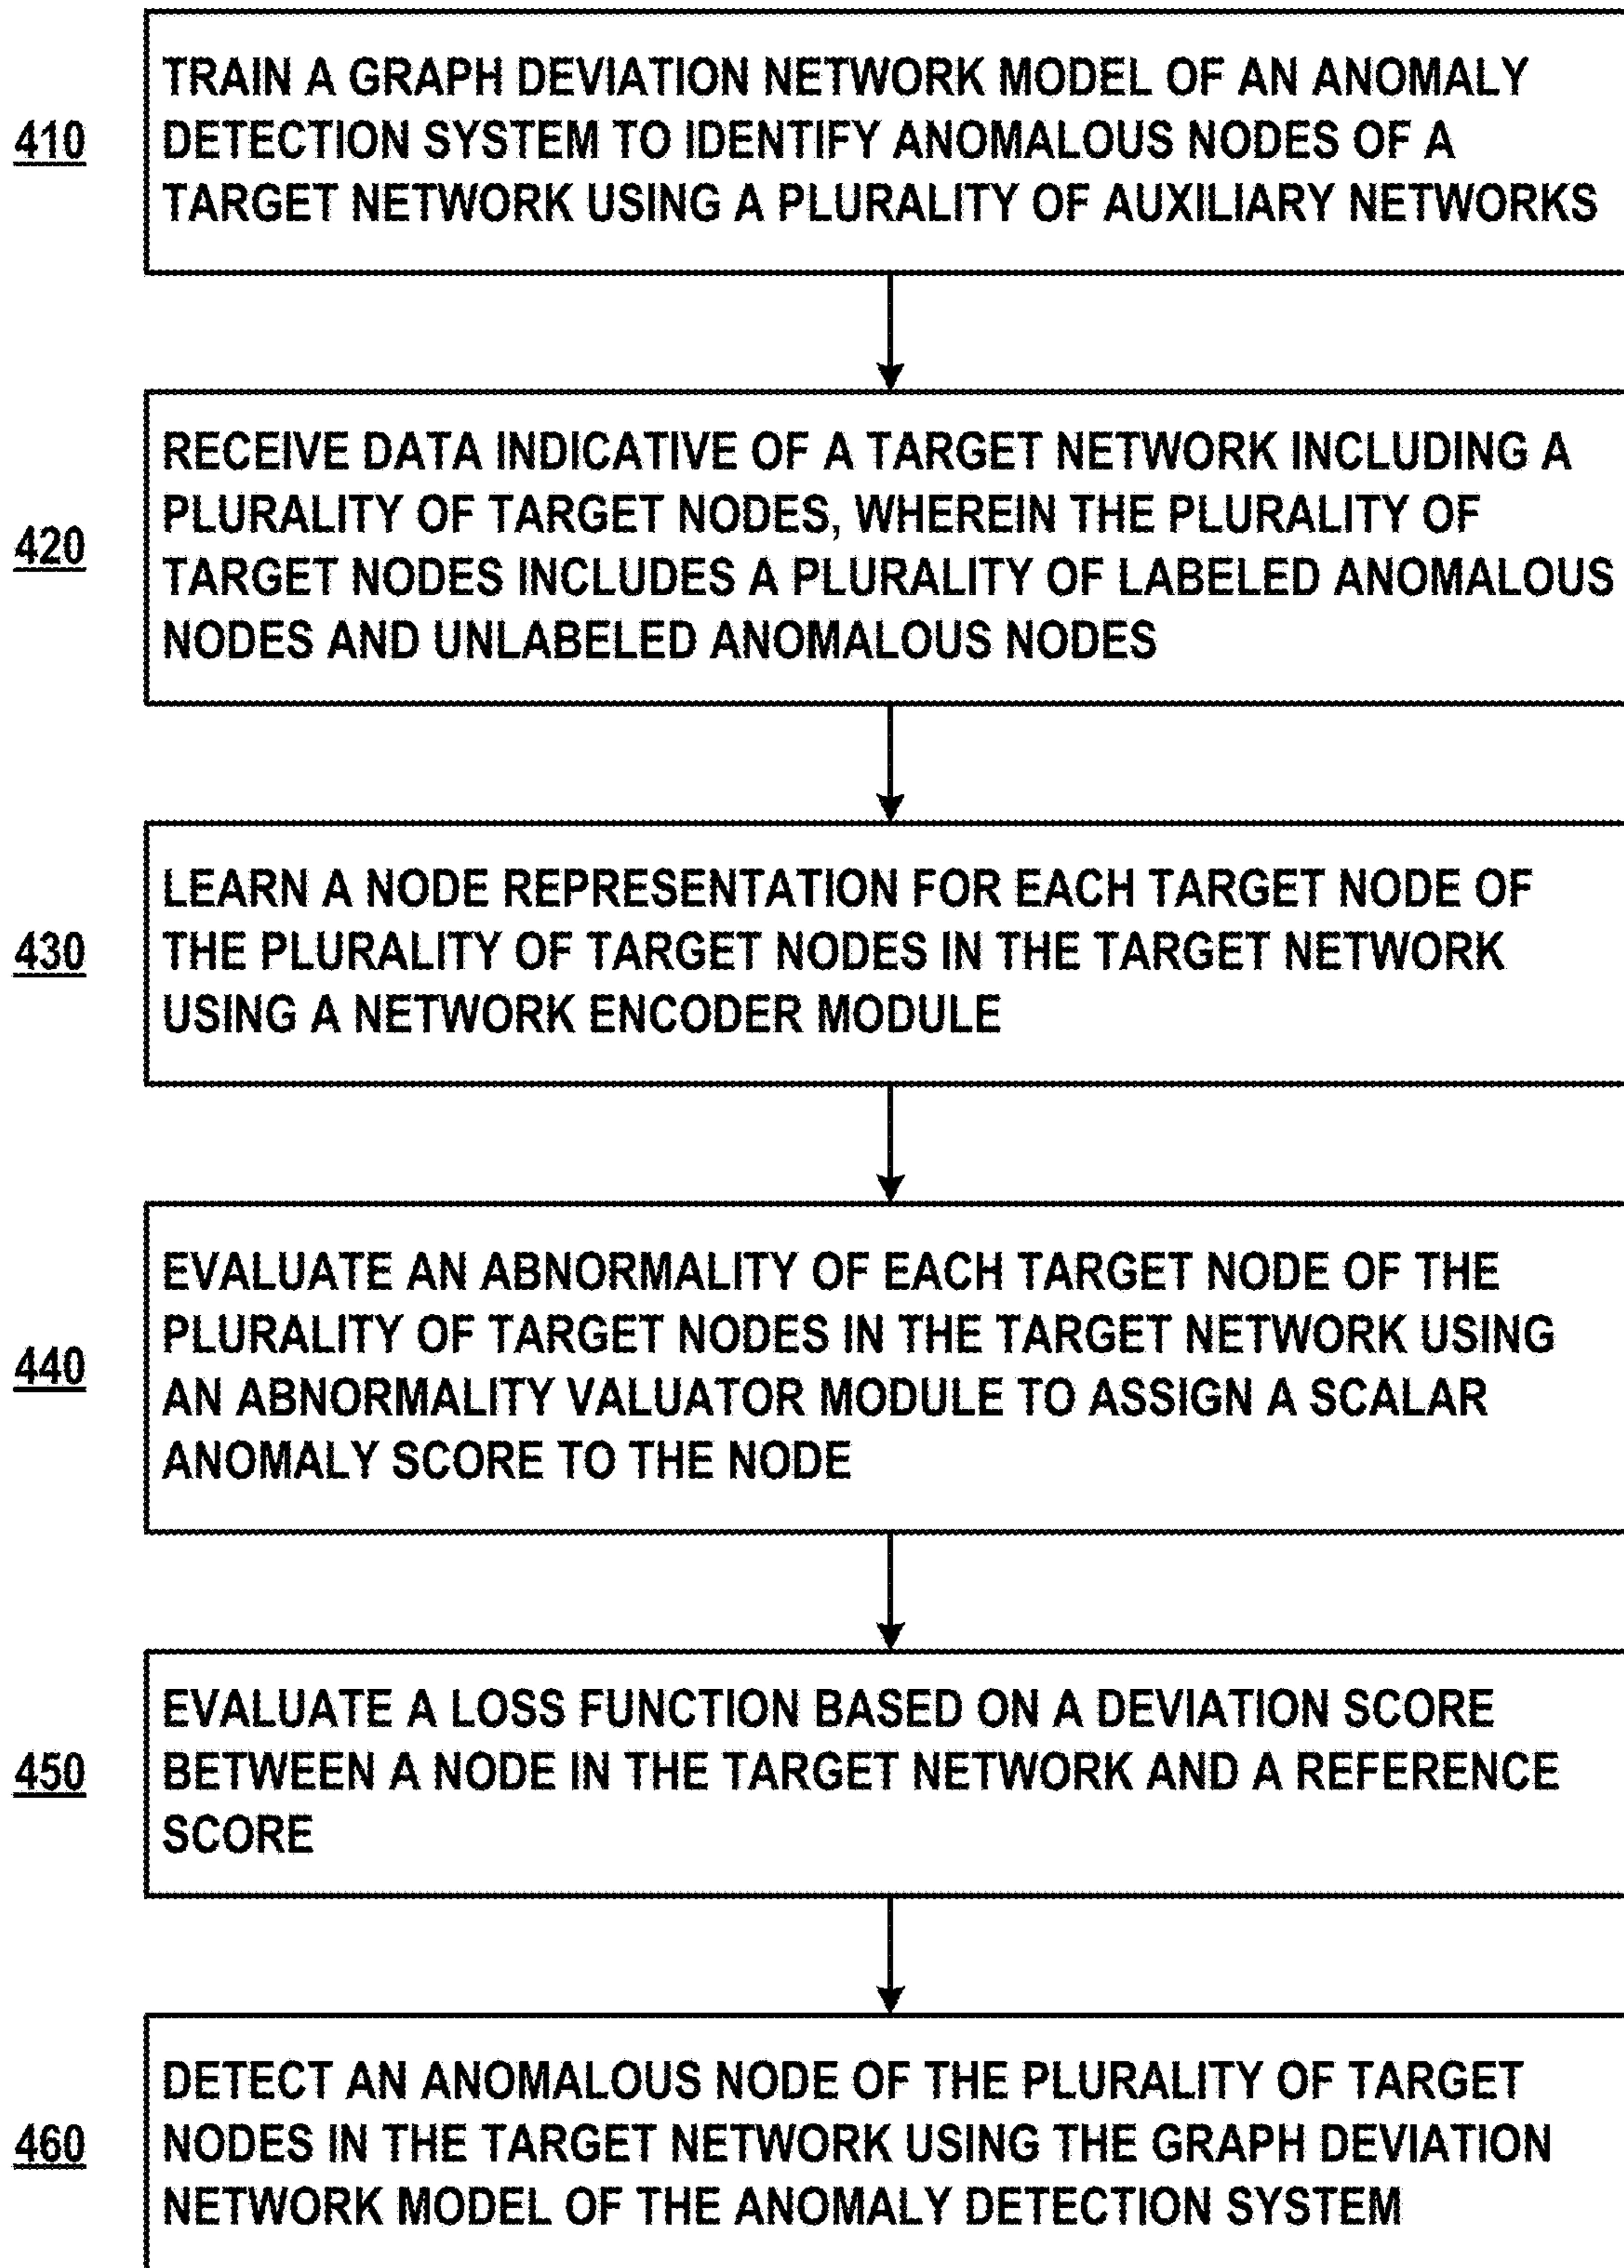 410
TRAIN A GRAPH DEVIATION NETWORK MODEL OF AN ANOMALY
DETECTION SYSTEM TO IDENTIFY ANOMALOUS NODES OF A
TARGET NETWORK USING A PLURALITY OF AUXILIARY NETWORKS
420
RECEIVE DATA INDICATIVE OF A TARGET NETWORK INCLUDING A
PLURALITY OF TARGET NODES, WHEREIN THE PLURALITY OF
TARGET NODES INCLUDES A PLURALITY OF LABELED ANOMALOUS
NODES AND UNLABELED ANOMALOUS NODES
430
LEARN A NODE REPRESENTATION FOR EACH TARGET NODE OF
THE PLURALITY OF TARGET NODES IN THE TARGET NETWORK
USING A NETWORK ENCODER MODULE
440
EVALUATE AN ABNORMALITY OF EACH TARGET NODE OF THE
PLURALITY OF TARGET NODES IN THE TARGET NETWORK USING
AN ABNORMALITY VALUATOR MODULE TO ASSIGN A SCALAR
ANOMALY SCORE TO THE NODE
450
EVALUATE A LOSS FUNCTION BASED ON A DEVIATION SCORE
BETWEEN A NODE IN THE TARGET NETWORK AND A REFERENCE
SCORE
460
DETECT AN ANOMALOUS NODE OF THE PLURALITY OF TARGET
NODES IN THE TARGET NETWORK USING THE GRAPH DEVIATION
NETWORK MODEL OF THE ANOMALY DETECTION SYSTEM